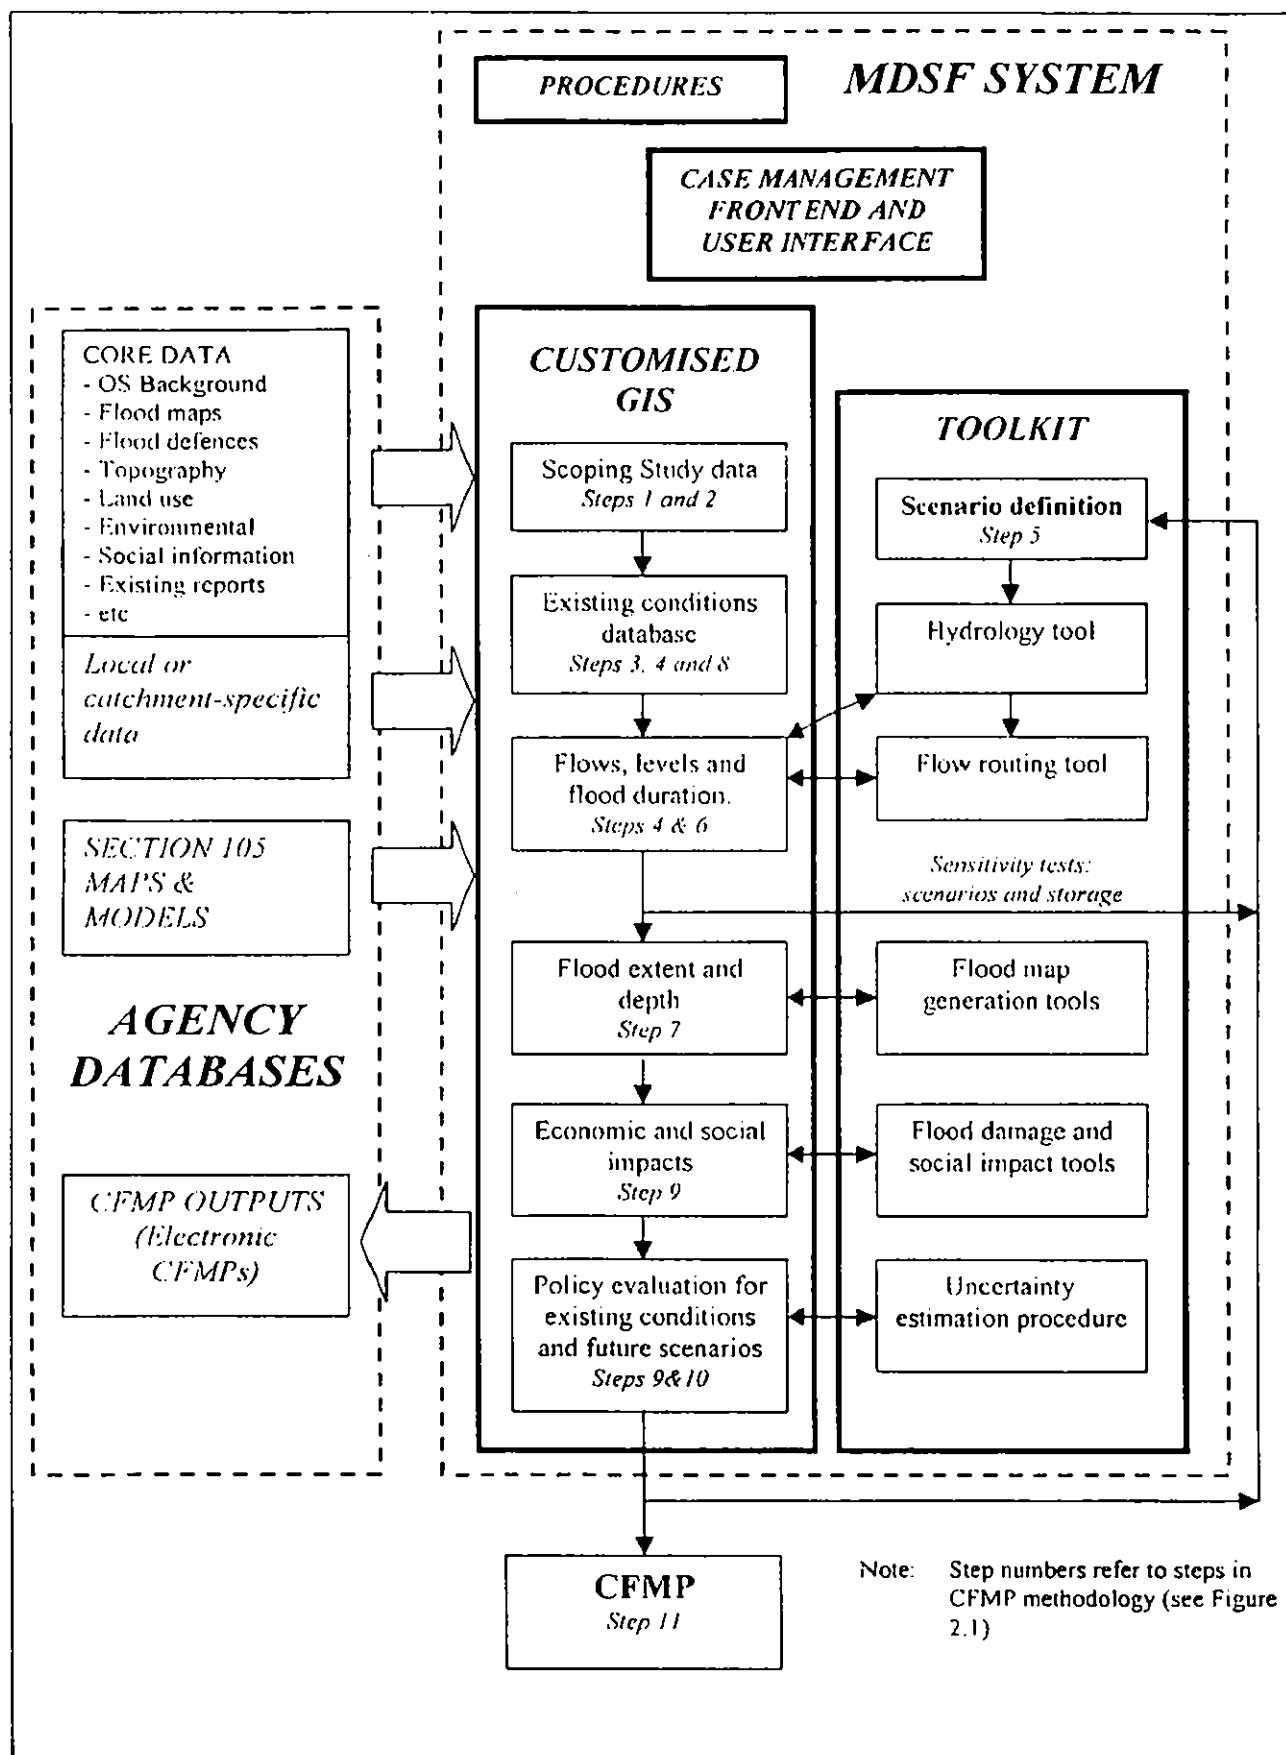 PROCEDURES
MDSF SYSTEM
CASE MANAGEMENT
FRONT END AND
USER INTERFACE
CORE DATA
- OS Background
- Flood maps
- Flood defences
- Topography
- Land use
- Environmental
- Social information
- Existing reports
- etc
Local or
catchment-specific
data
SECTION 105
MAPS &
MODELS
AGENCY
DATABASES
CFMP OUTPUTS
(Electronic
CFMPs)
CUSTOMISED
GIS
Scoping Study data
Steps 1 and 2
Existing conditions
database
Steps 3, 4 and 8
Flows, levels and
flood duration.
Steps 4 & 6
Flood extent and
depth
Step 7
Economic and social
impacts
Step 9
Policy evaluation for
existing conditions
and future scenarios
Steps 9&10
TOOLKIT
Scenario definition
Step 5
Hydrology tool
Flow routing tool
Sensitivity tests:
scenarios and storage
Flood map
generation tools
Flood damage and
social impact tools
Uncertainty
estimation procedure
CFMP
Step 11
Note: Step numbers refer to steps in
CFMP methodology (see Figure
2.1)